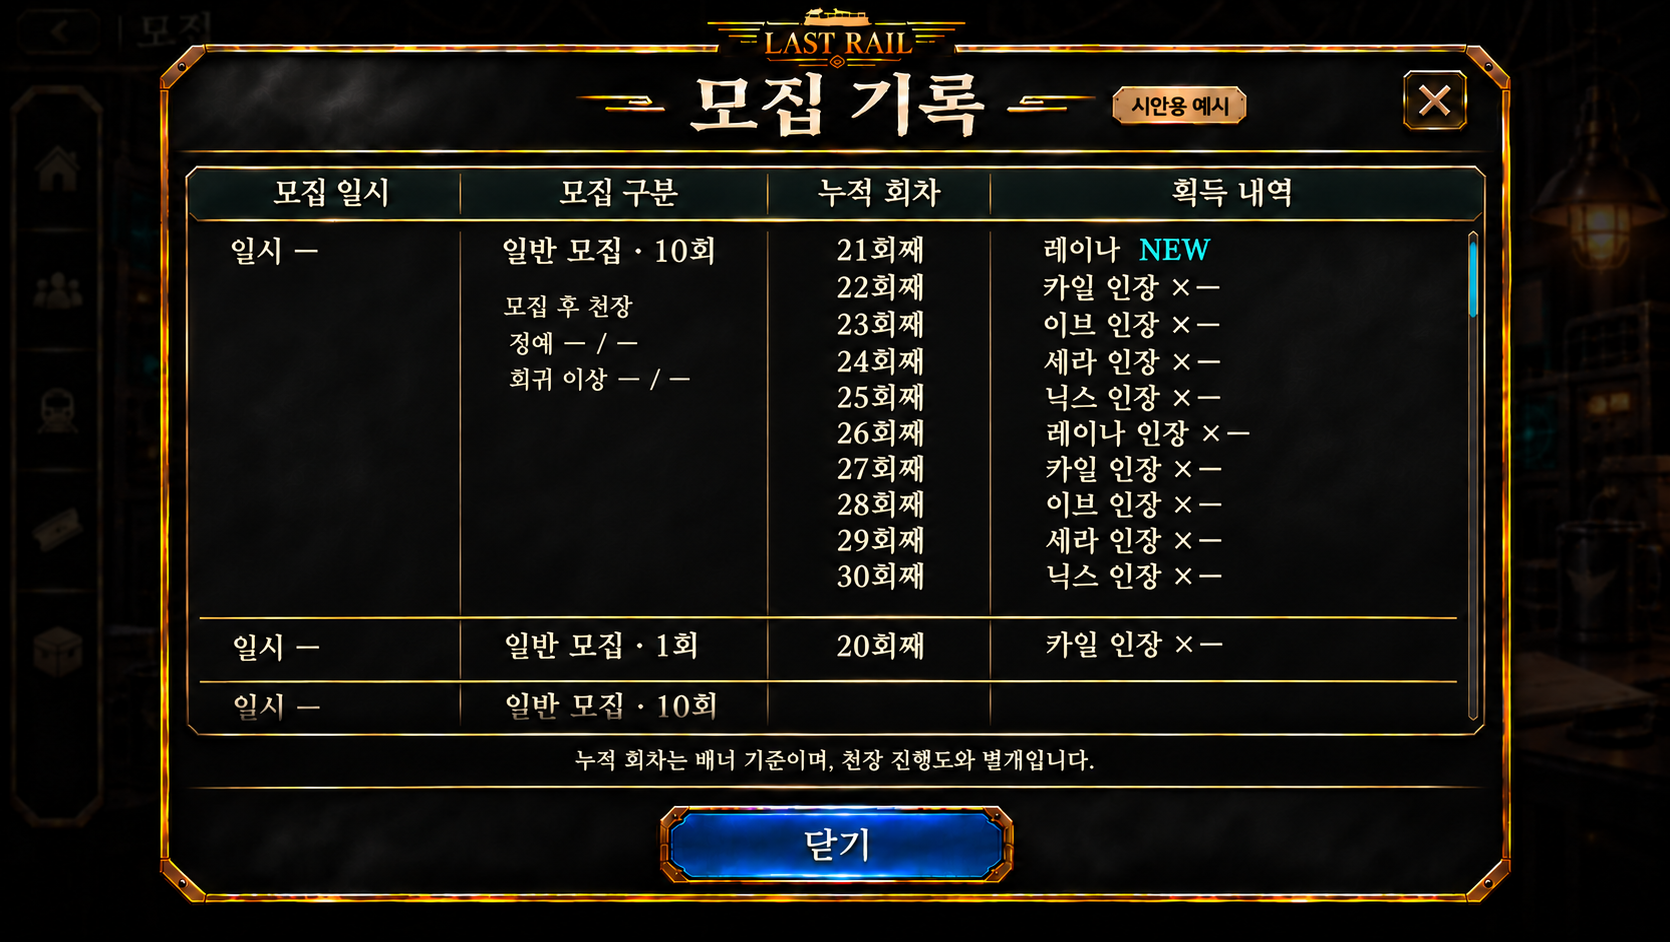 모집
LAST RAIL
모집 기록
시안용 예시
모집 일시 모집 구분 누적 회차 획득 내역
일시 — 일반 모집 · 10회 21회째 레이나 NEW
22회째 카일 인장 ×—
모집 후 천장
23회째 이브 인장 ×—
정예 — / —
24회째 세라 인장 ×—
회귀 이상 — / —
25회째 닉스 인장 ×—
26회째 레이나 인장 ×—
27회째 카일 인장 ×—
28회째 이브 인장 ×—
29회째 세라 인장 ×—
30회째 닉스 인장 ×—
일시 — 일반 모집 · 1회 20회째 카일 인장 ×—
일시 — 일반 모집 · 10회
누적 회차는 배너 기준이며, 천장 진행도와 별개입니다.
닫기